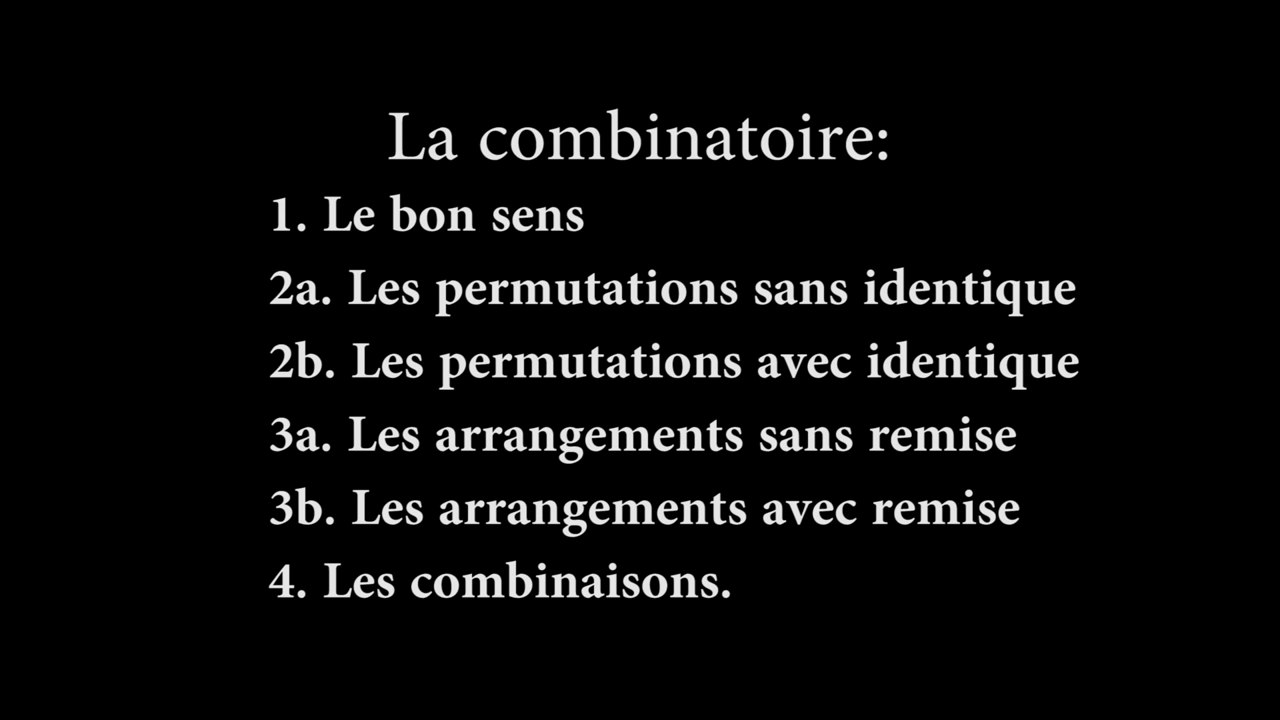 La combinatoire:
1. Le bon sens
2a. Les permutations sans identique
2b. Les permutations avec identique
3a. Les arrangements sans remise
3b. Les arrangements avec remise
4. Les combinaisons.